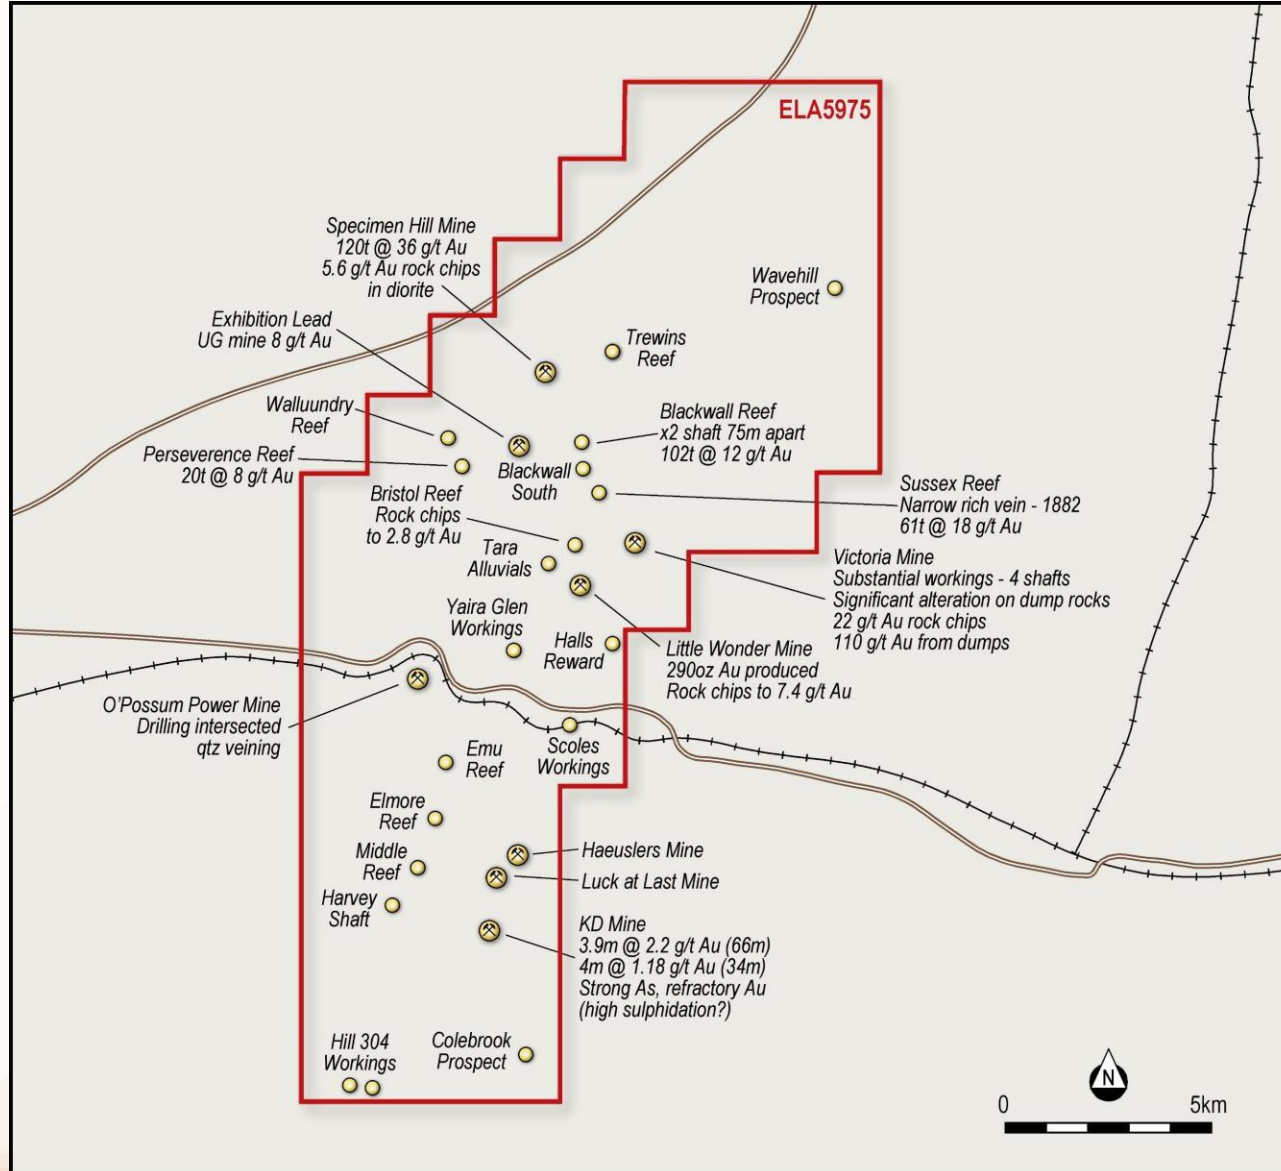 ELA5975
Specimen Hill Mine
120t @ 36 g/t Au
5.6 g/t Au rock chips
in diorite
Wavehill
Prospect
Exhibition Lead
UG mine 8 g/t Au
Trewins
Reef
Walluundry
Reef
Blackwall Reef
x2 shaft 75m apart
102t @ 12 g/t Au
Perseverence Reef
20t @ 8 g/t Au
Blackwall
South
Sussex Reef
Narrow rich vein - 1882
61t @ 18 g/t Au
Bristol Reef
Rock chips
to 2.8 g/t Au
Tara
Alluvials
Victoria Mine
Substantial workings - 4 shafts
Significant alteration on dump rocks
22 g/t Au rock chips
110 g/t Au from dumps
Yaira Glen
Workings
Halls
Reward
Little Wonder Mine
290oz Au produced
Rock chips to 7.4 g/t Au
O'Possum Power Mine
Drilling intersected
qtz veining
Emu
Reef
Scoles
Workings
Elmore
Reef
Middle
Reef
Haeuslers Mine
Luck at Last Mine
Harvey
Shaft
KD Mine
3.9m @ 2.2 g/t Au (66m)
4m @ 1.18 g/t Au (34m)
Strong As, refractory Au
(high sulphidation?)
Hill 304
Workings
Colebrook
Prospect
N
0 5km